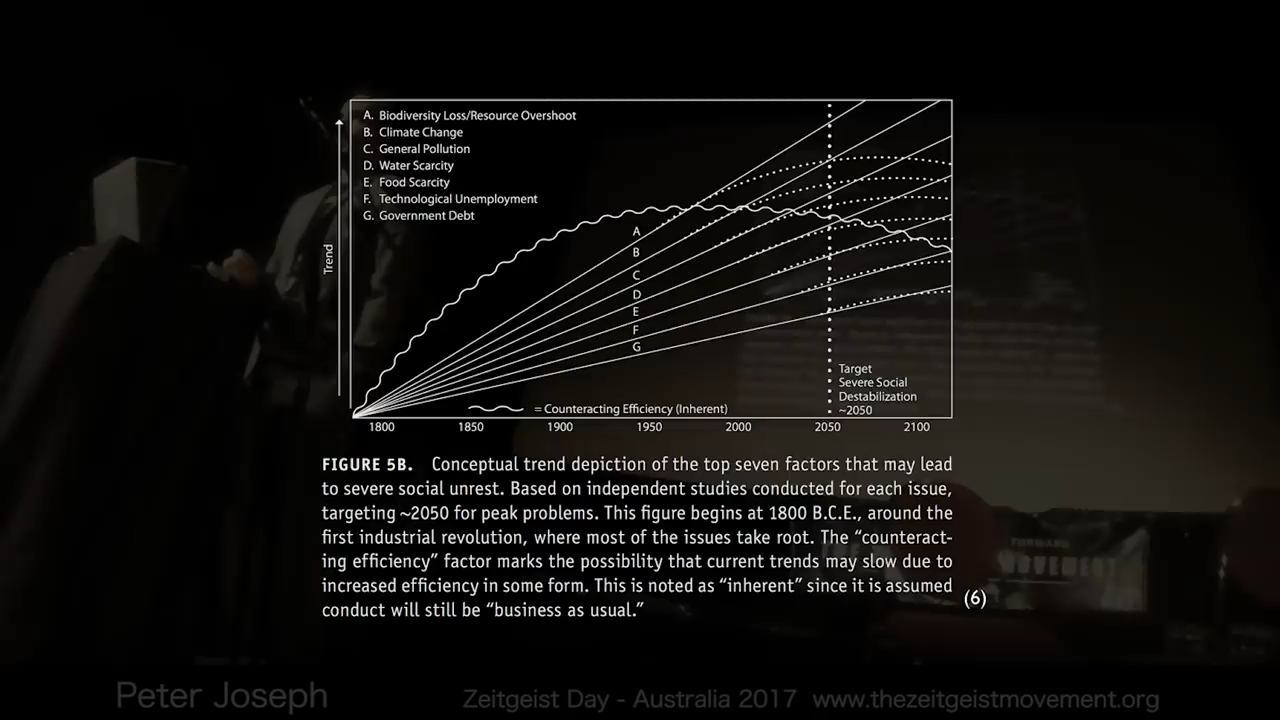 A. Biodiversity Loss/Resource Overshoot
B. Climate Change
C. General Pollution
D. Water Scarcity
E. Food Scarcity
F. Technological Unemployment
G. Government Debt
Trend
A
B
C
D
E
F
G
Target
Severe Social
Destabilization
~2050
= Counteracting Efficiency (Inherent)
1800 1850 1900 1950 2000 2050 2100
FIGURE 5B. Conceptual trend depiction of the top seven factors that may lead
to severe social unrest. Based on independent studies conducted for each issue,
targeting ~2050 for peak problems. This figure begins at 1800 B.C.E., around the
first industrial revolution, where most of the issues take root. The “counteract-
ing efficiency” factor marks the possibility that current trends may slow due to
increased efficiency in some form. This is noted as “inherent” since it is assumed
conduct will still be “business as usual.”
(6)
FORWARD
MOVEMENT
Peter Joseph
Zeitgeist Day - Australia 2017 www.thezeitgeistmovement.org